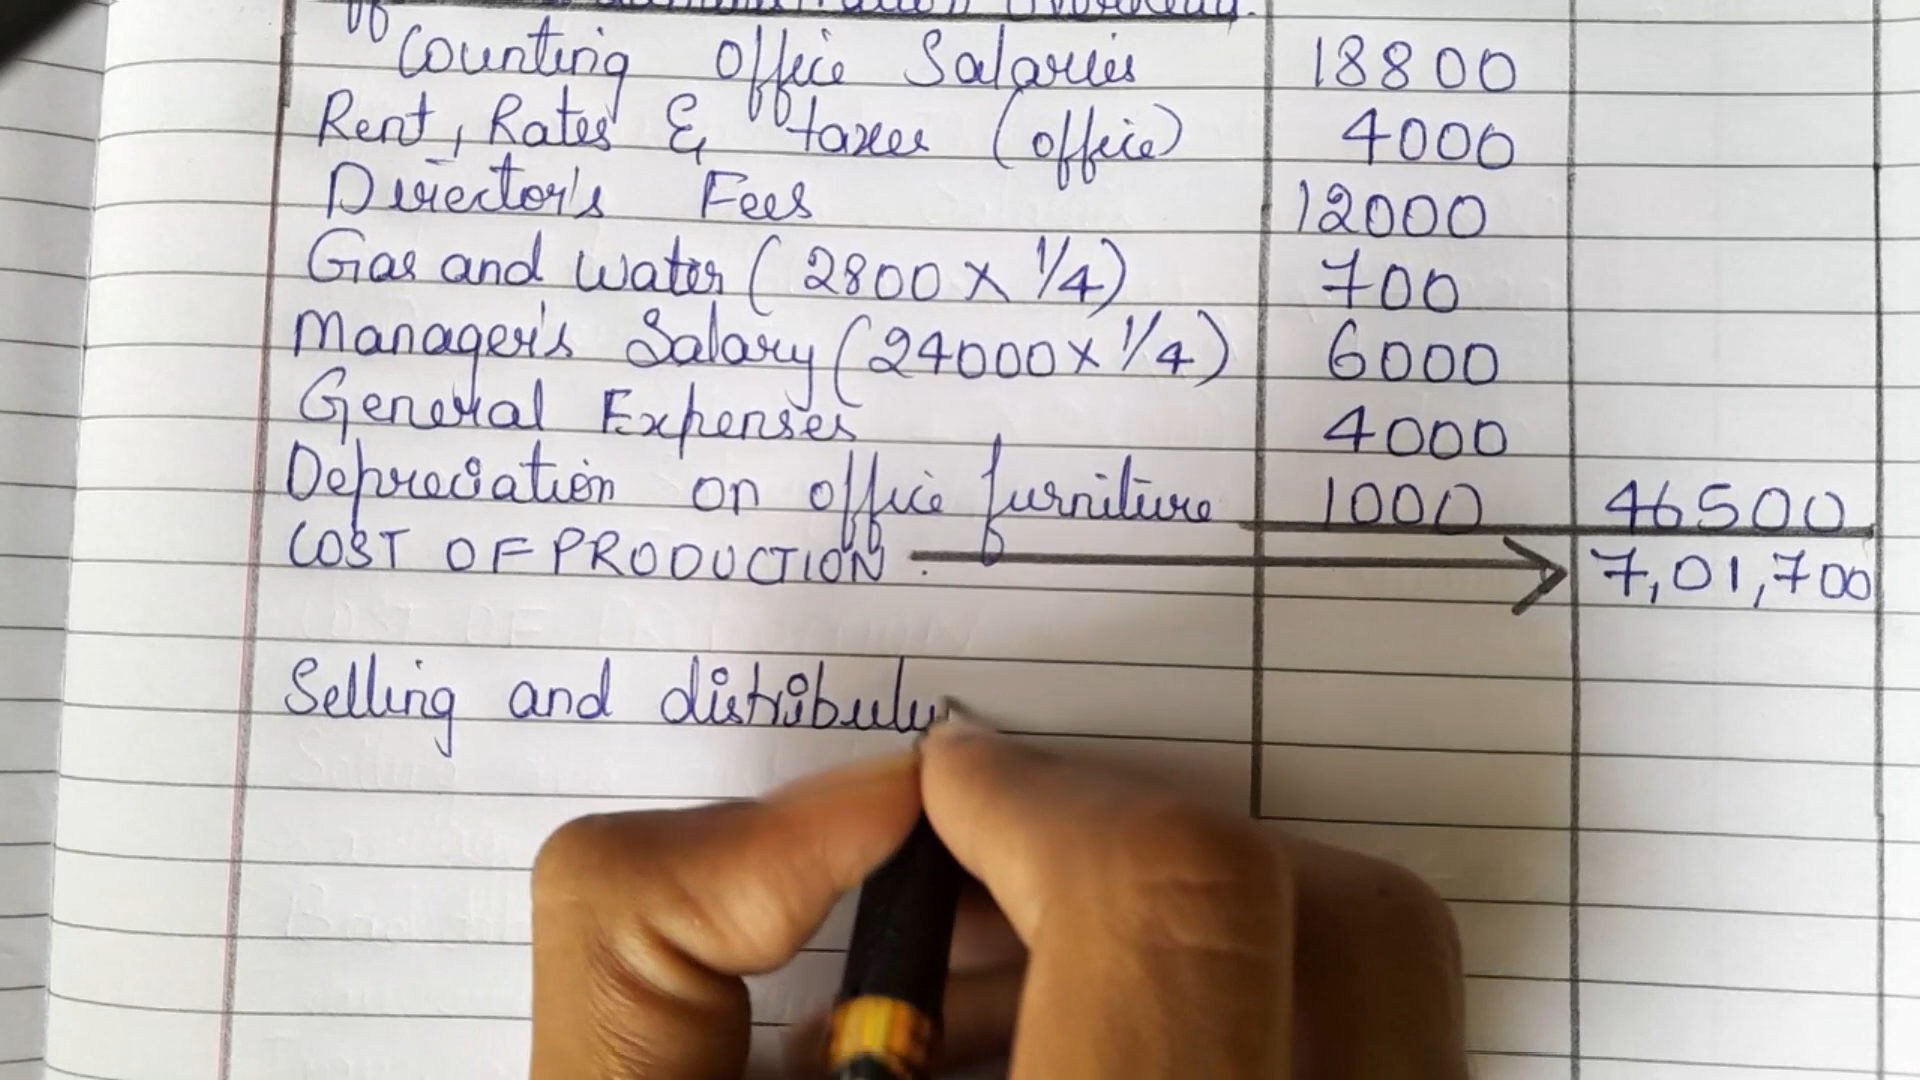 Counting Office Salaries 18800
Rent, Rates & taxes (office) 4000
Director's Fees 12000
Gas and Water (2800 X 1/4) 700
Manager's Salary (24000 X 1/4) 6000
General Expenses 4000
Depreciation on office furniture 1000 46500
COST OF PRODUCTION 7,01,700
Selling and